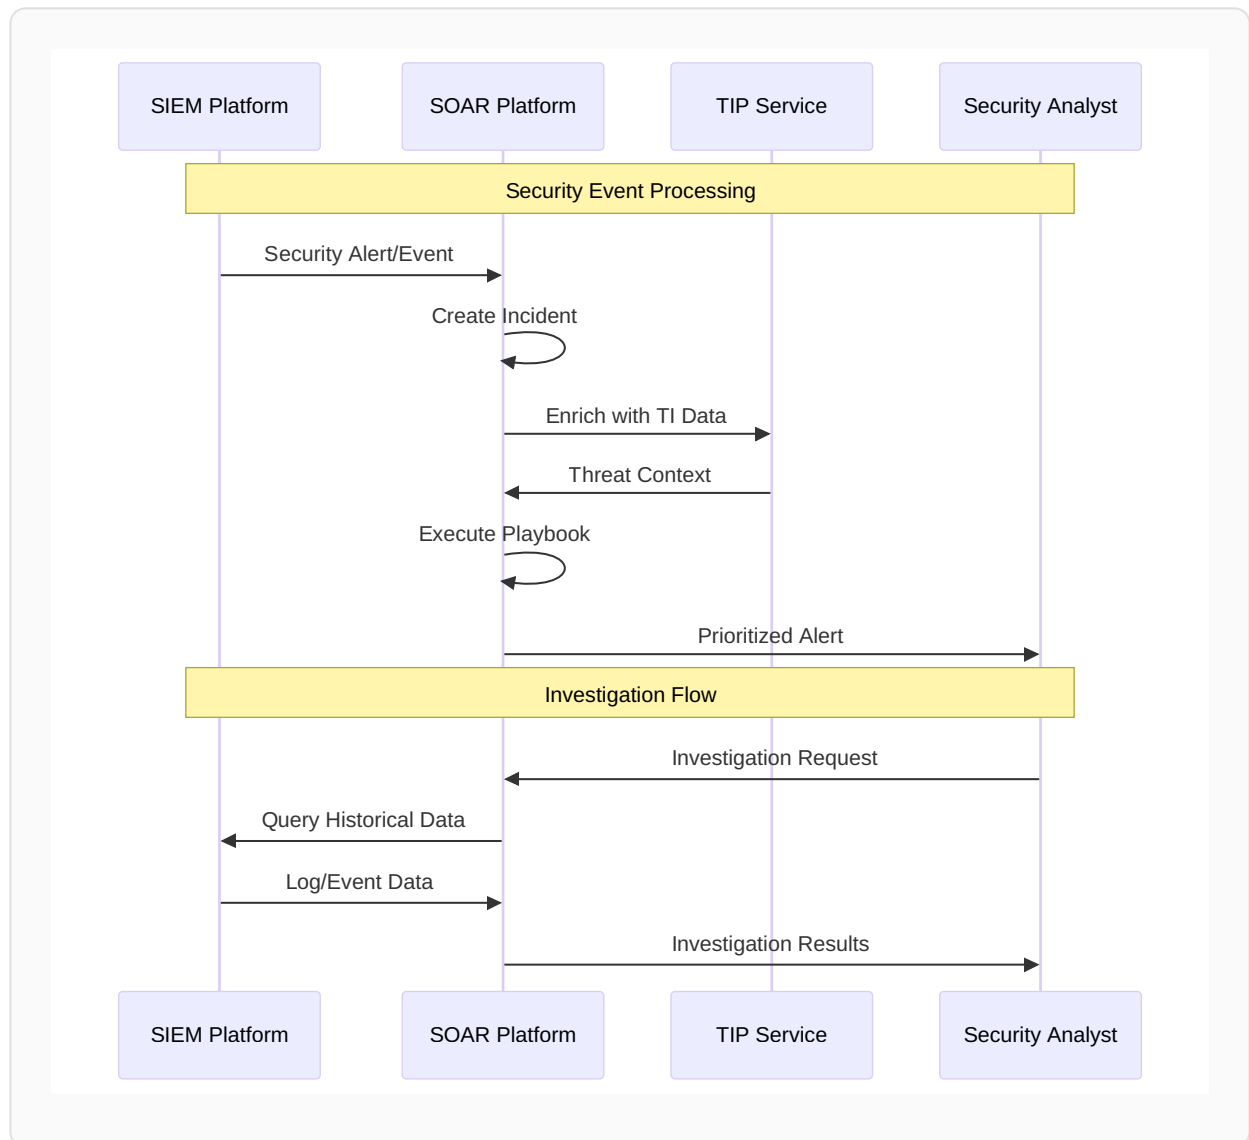 SIEM Platform
SOAR Platform
TIP Service
Security Analyst
Security Event Processing
Security Alert/Event
Create Incident
Enrich with TI Data
Threat Context
Execute Playbook
Prioritized Alert
Investigation Flow
Investigation Request
Query Historical Data
Log/Event Data
Investigation Results
SIEM Platform
SOAR Platform
TIP Service
Security Analyst